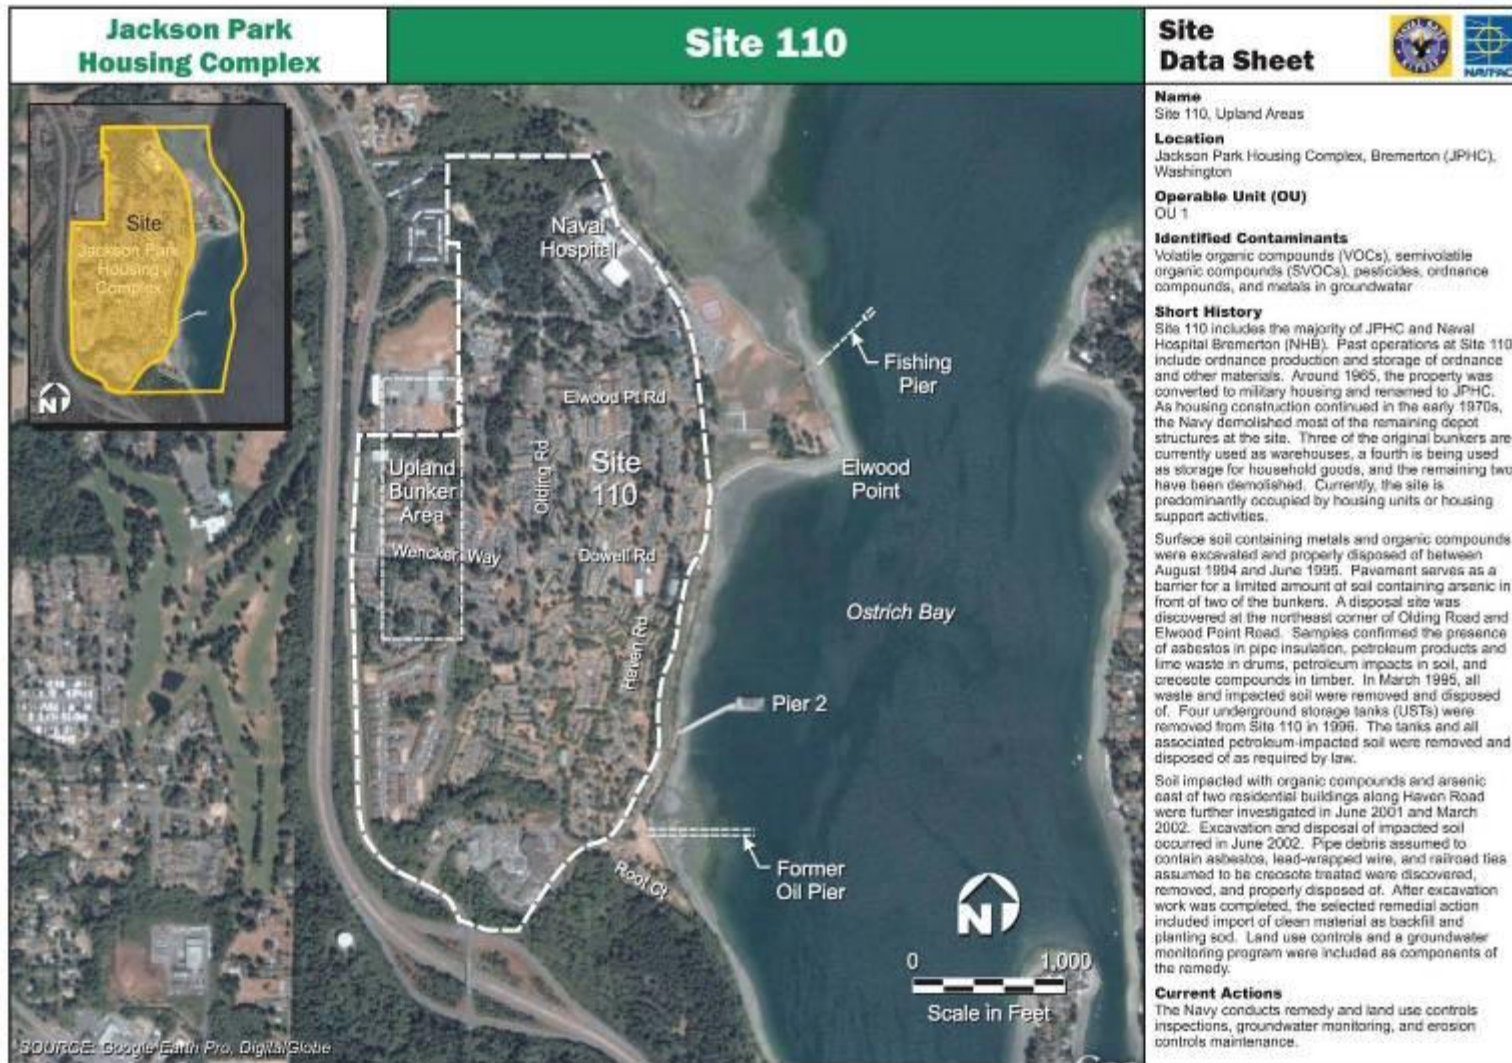 Jackson Park
Housing Complex
Site 110
Site
Data Sheet
NAVFAC
Site
Jackson Park
Housing
Complex
N
Naval
Hospital
Fishing
Pier
Elwood Pt Rd
Upland
Bunker
Area
Olding Rd
Site
110
Elwood
Point
Wencker Way
Dowell Rd
Ostrich Bay
Haven Rd
Pier 2
Former
Oil Pier
Root Ct
N
0 1,000
Scale in Feet
SOURCE: Google Earth Pro, DigitalGlobe
Name
Site 110, Upland Areas
Location
Jackson Park Housing Complex, Bremerton (JPHC),
Washington
Operable Unit (OU)
OU 1
Identified Contaminants
Volatile organic compounds (VOCs), semivolatile
organic compounds (SVOCs), pesticides, ordnance
compounds, and metals in groundwater
Short History
Site 110 includes the majority of JPHC and Naval
Hospital Bremerton (NHB). Past operations at Site 110
include ordnance production and storage of ordnance
and other materials. Around 1965, the property was
converted to military housing and renamed to JPHC.
As housing construction continued in the early 1970s,
the Navy demolished most of the remaining depot
structures at the site. Three of the original bunkers are
currently used as warehouses, a fourth is being used
as storage for household goods, and the remaining two
have been demolished. Currently, the site is
predominantly occupied by housing units or housing
support activities.
Surface soil containing metals and organic compounds
were excavated and properly disposed of between
August 1994 and June 1995. Pavement serves as a
barrier for a limited amount of soil containing arsenic in
front of two of the bunkers. A disposal site was
discovered at the northeast corner of Olding Road and
Elwood Point Road. Samples confirmed the presence
of asbestos in pipe insulation, petroleum products and
lime waste in drums, petroleum impacts in soil, and
creosote compounds in timber. In March 1995, all
waste and impacted soil were removed and disposed
of. Four underground storage tanks (USTs) were
removed from Site 110 in 1996. The tanks and all
associated petroleum-impacted soil were removed and
disposed of as required by law.
Soil impacted with organic compounds and arsenic
east of two residential buildings along Haven Road
were further investigated in June 2001 and March
2002. Excavation and disposal of impacted soil
occurred in June 2002. Pipe debris assumed to
contain asbestos, lead-wrapped wire, and railroad ties
assumed to be creosote treated were discovered,
removed, and properly disposed of. After excavation
work was completed, the selected remedial action
included import of clean material as backfill and
planting sod. Land use controls and a groundwater
monitoring program were included as components of
the remedy.
Current Actions
The Navy conducts remedy and land use controls
inspections, groundwater monitoring, and erosion
controls maintenance.